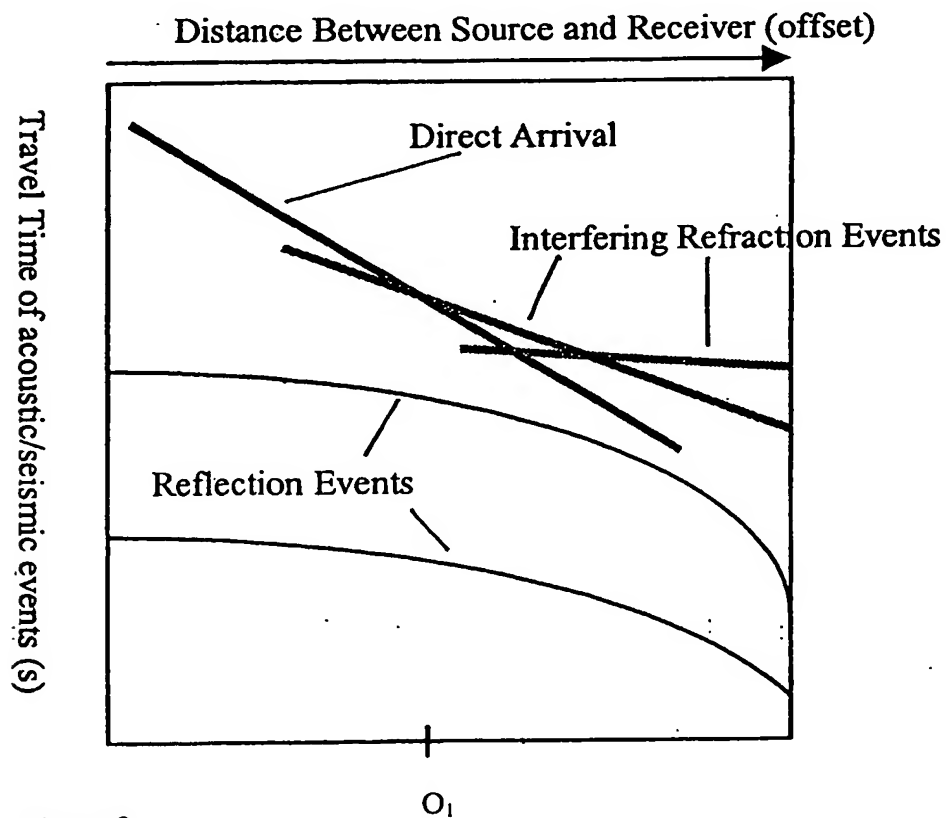 Distance Between Source and Receiver (offset)
Travel Time of acoustic/seismic events (s)
Direct Arrival
Interfering Refraction Events
Reflection Events
O₁